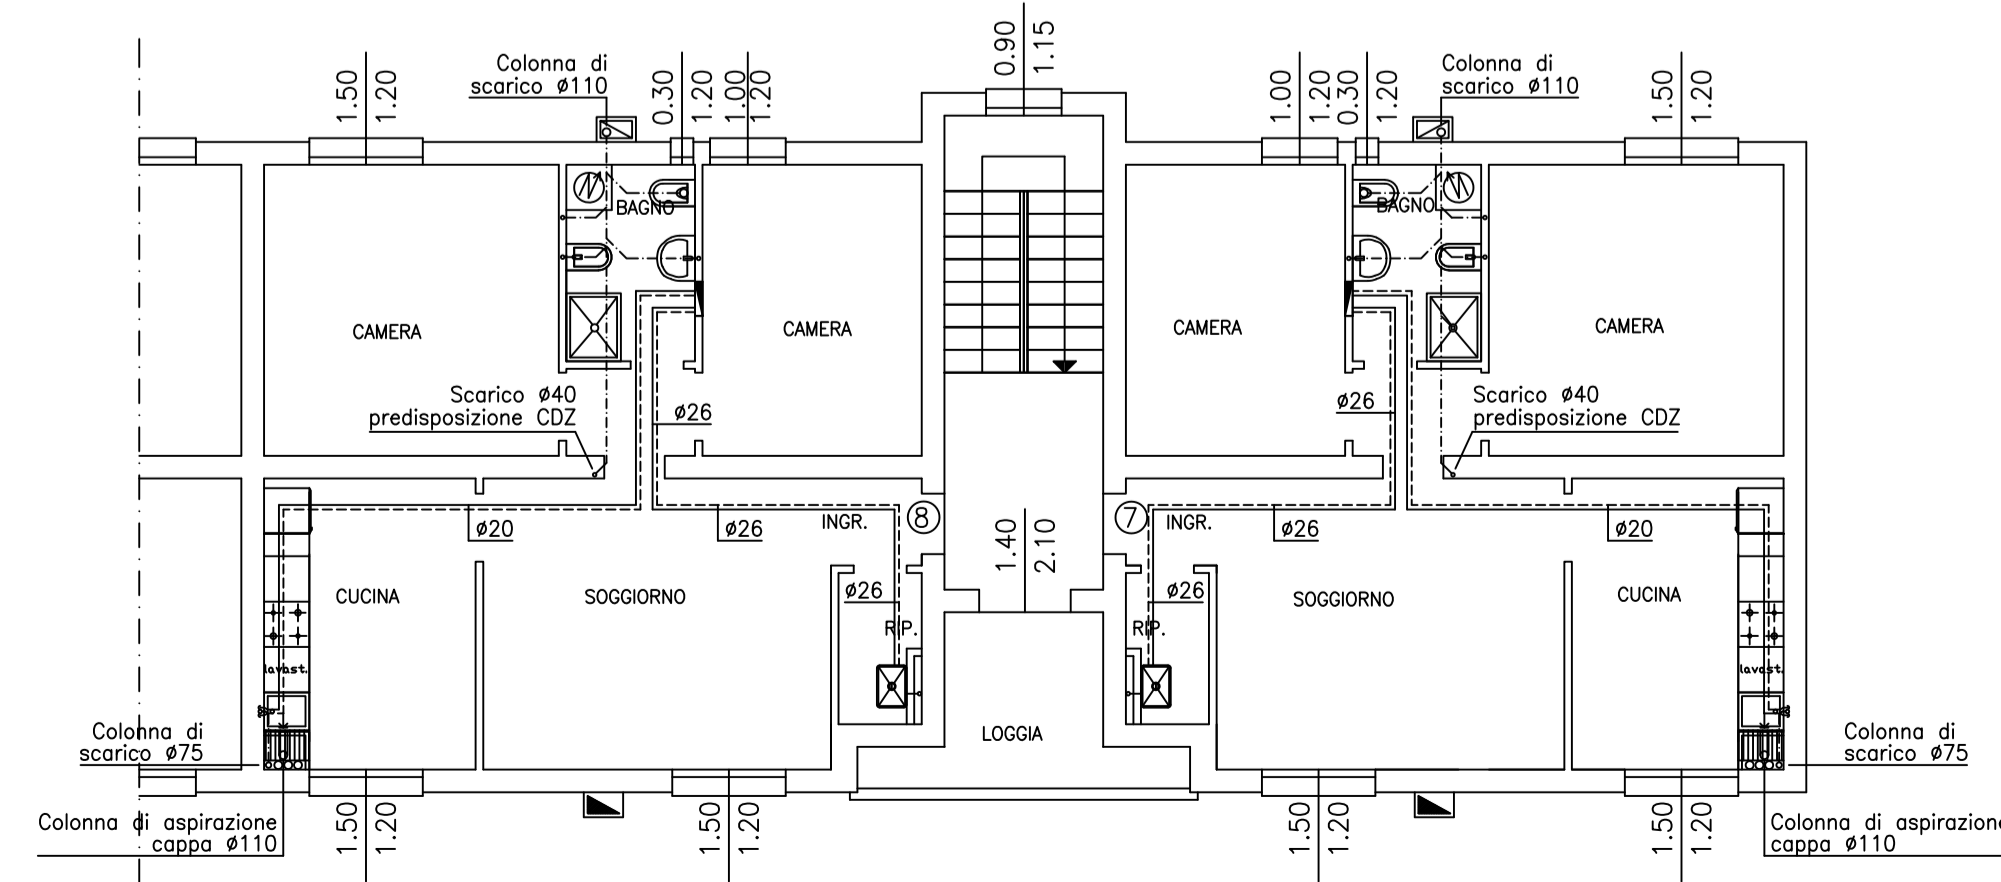 0.90
1.15
Colonna di
scarico ø110
Colonna di
scarico ø110
1.50
1.20
0.30
1.20
1.00
1.20
1.00
1.20
0.30
1.20
1.50
1.20
BAGNO
BAGNO
CAMERA
CAMERA
CAMERA
CAMERA
Scarico ø40
predisposizione CDZ
ø26
ø26
Scarico ø40
predisposizione CDZ
INGR.
8
7
INGR.
ø20
ø26
1.40
2.10
ø26
ø20
CUCINA
SOGGIORNO
ø26
ø26
SOGGIORNO
CUCINA
RIP.
RIP.
lavast.
lavast.
LOGGIA
Colonna di
scarico ø75
Colonna di
scarico ø75
Colonna di aspirazione
cappa ø110
1.50
1.20
1.50
1.20
1.50
1.20
1.50
1.20
Colonna di aspirazione
cappa ø110